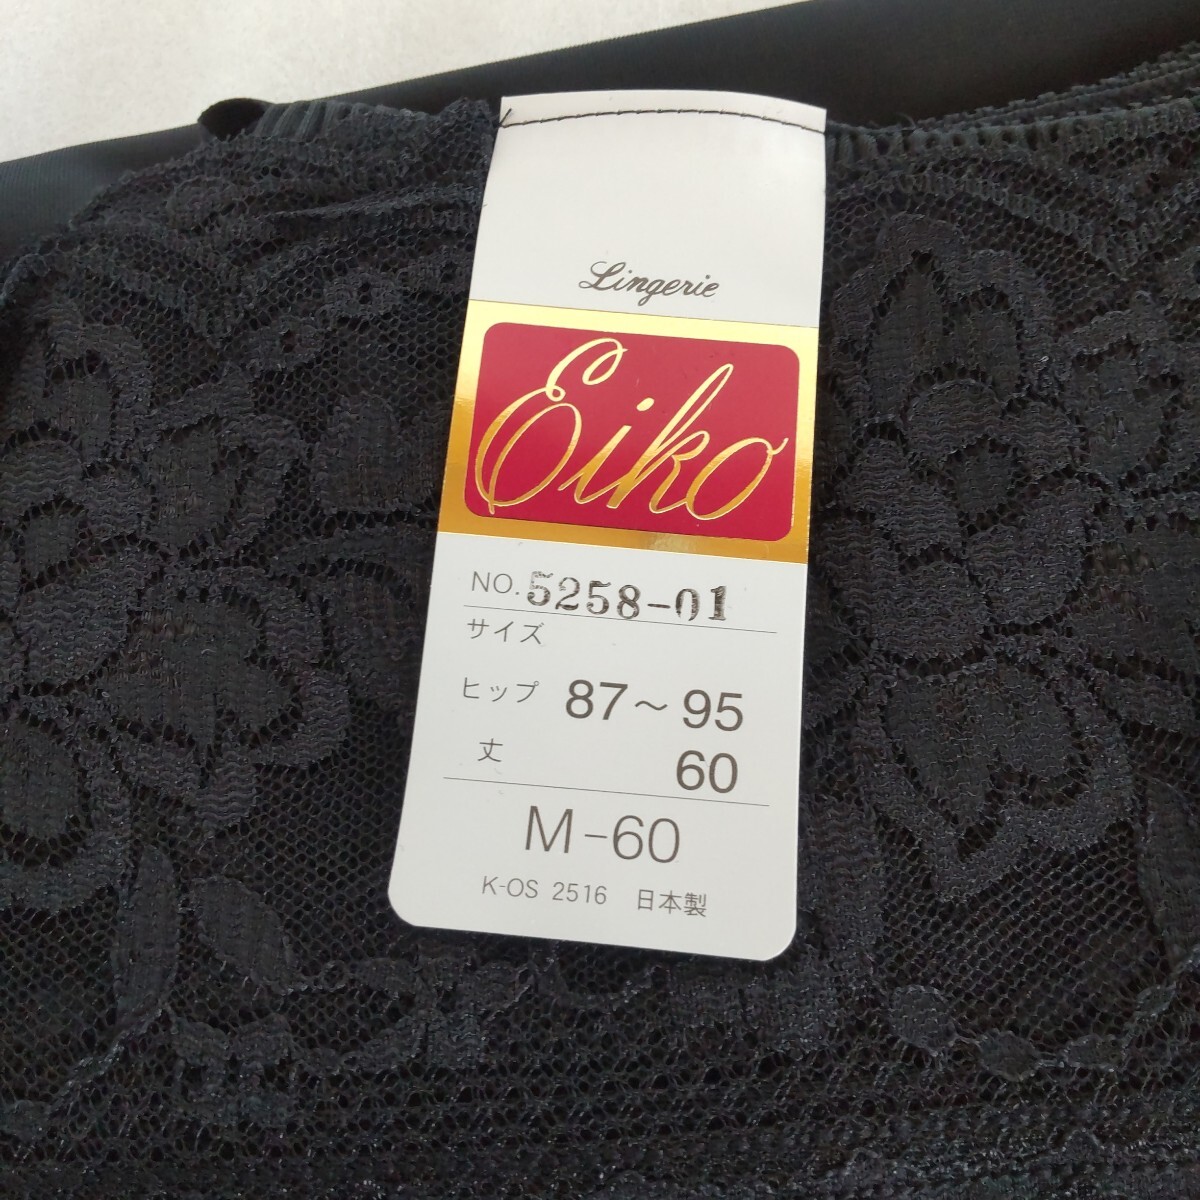 Lingerie
Eiko
NO. 5258-01
サイズ
ヒップ 87～95
丈 60
M-60
K-OS 2516 日本製